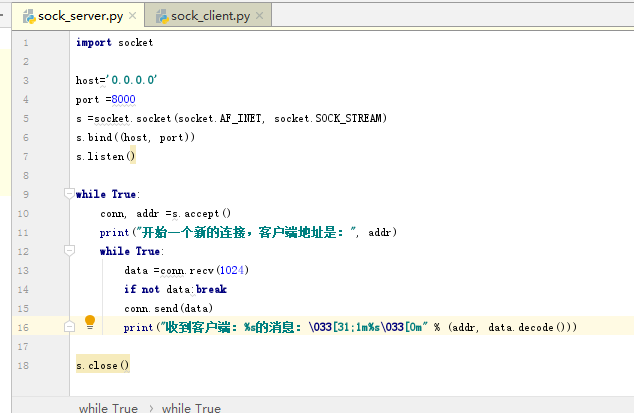 sock_server.py sock_client.py
1 import socket
2
3 host='0.0.0.0'
4 port =8000
5 s =socket.socket(socket.AF_INET, socket.SOCK_STREAM)
6 s.bind((host, port))
7 s.listen()
8
9 while True:
10 conn, addr =s.accept()
11 print("开始一个新的连接，客户端地址是：", addr)
12 while True:
13 data =conn.recv(1024)
14 if not data:break
15 conn.send(data)
16 print("收到客户端：%s的消息：\033[31;1m%s\033[0m" % (addr, data.decode()))
17
18 s.close()
while True › while True